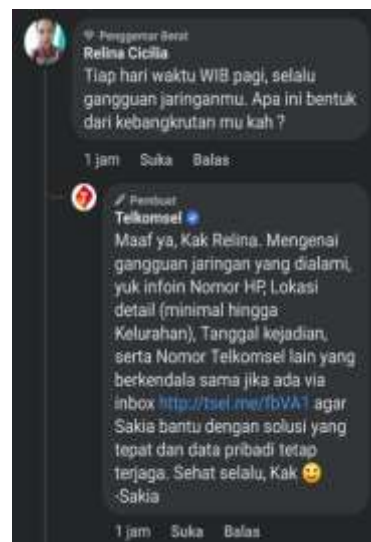 Penggemar Berat
Relina Cicilia
Tiap hari waktu WIB pagi, selalu
gangguan jaringanmu. Apa ini bentuk
dari kebangkrutan mu kah ?
1 jam Suka Balas
Pembuat
Telkomsel
Maaf ya, Kak Relina. Mengenai
gangguan jaringan yang dialami,
yuk infoin Nomor HP, Lokasi
detail (minimal hingga
Kelurahan), Tanggal kejadian,
serta Nomor Telkomsel lain yang
berkendala sama jika ada via
inbox http://tsel.me/fbVA1 agar
Sakia bantu dengan solusi yang
tepat dan data pribadi tetap
terjaga. Sehat selalu, Kak 🙂
-Sakia
1 jam Suka Balas